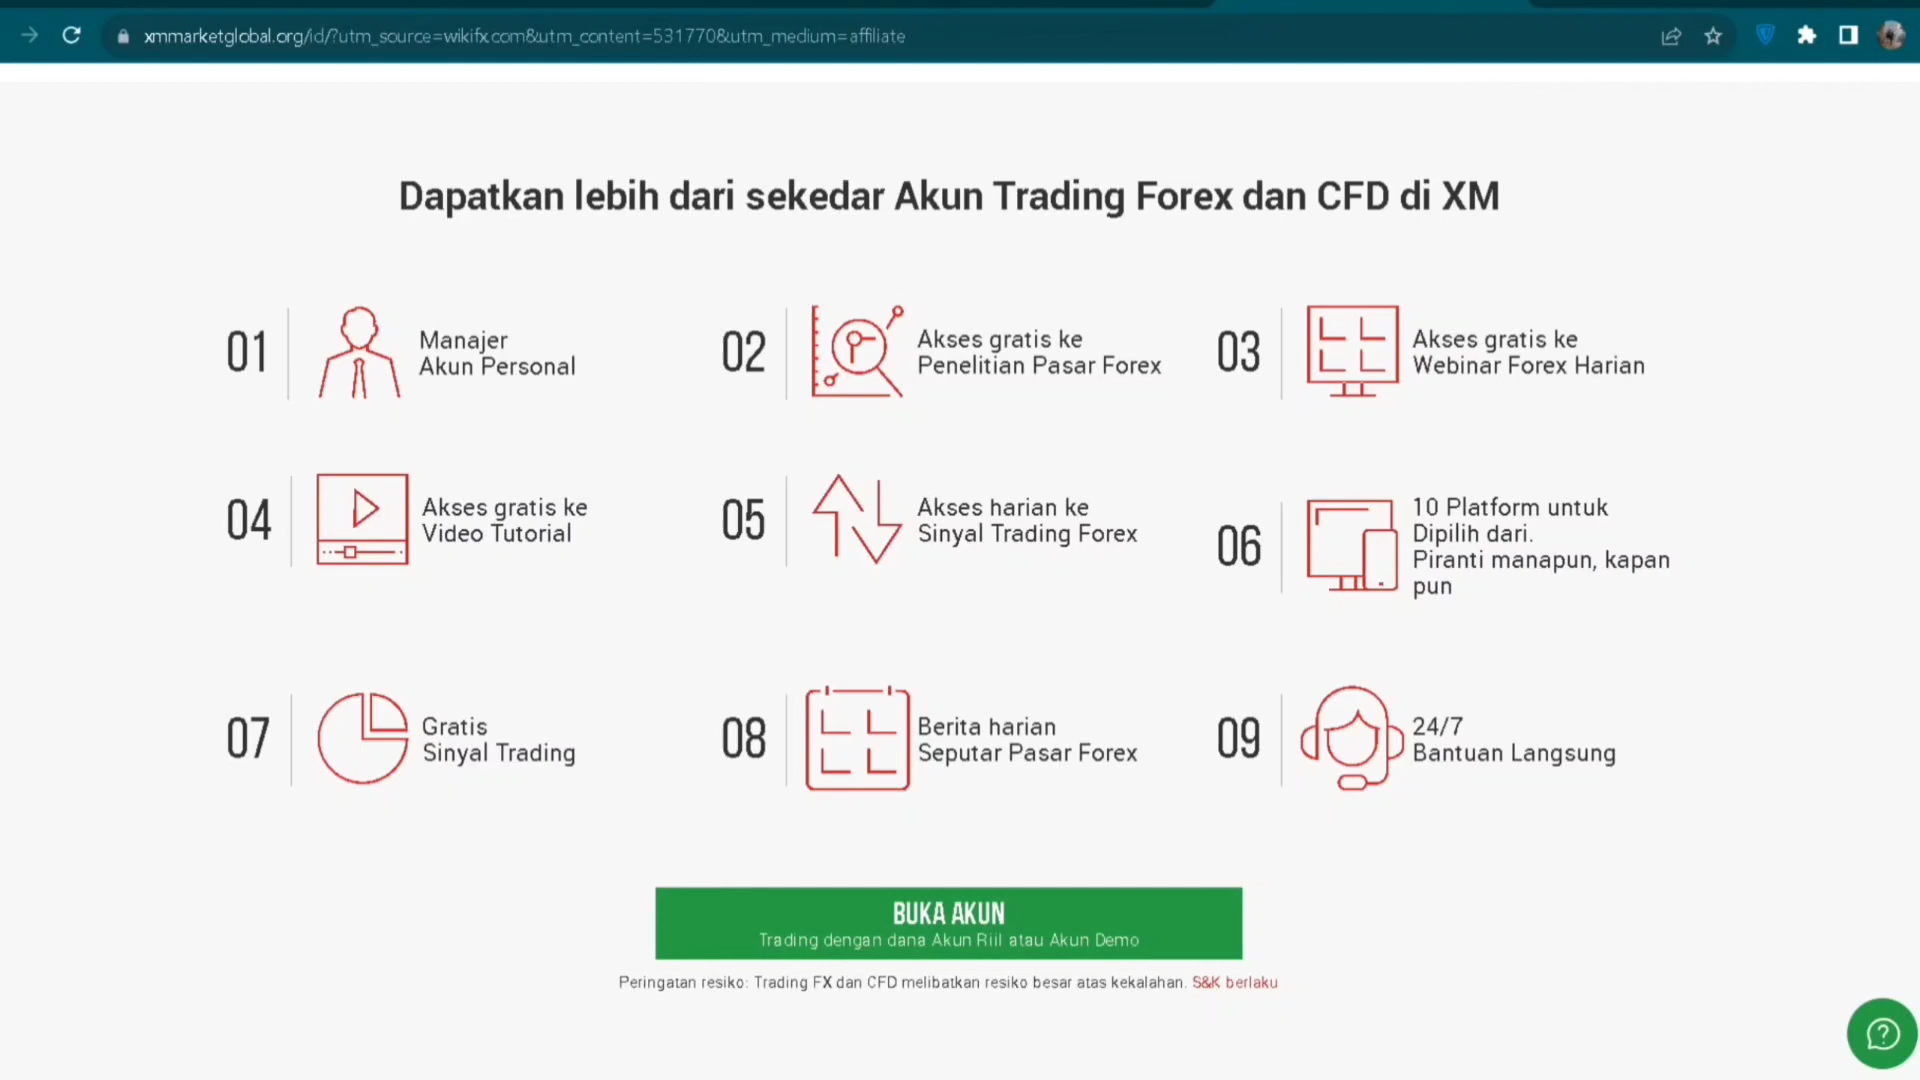 xmmarketglobal.org/id/?utm_source=wikifx.com&utm_content=531770&utm_medium=affiliate
Dapatkan lebih dari sekedar Akun Trading Forex dan CFD di XM
01
Manajer
Akun Personal
02
Akses gratis ke
Penelitian Pasar Forex
03
Akses gratis ke
Webinar Forex Harian
04
Akses gratis ke
Video Tutorial
05
Akses harian ke
Sinyal Trading Forex
06
10 Platform untuk
Dipilih dari.
Piranti manapun, kapan
pun
07
Gratis
Sinyal Trading
08
Berita harian
Seputar Pasar Forex
09
24/7
Bantuan Langsung
BUKA AKUN
Trading dengan dana Akun Riil atau Akun Demo
Peringatan resiko: Trading FX dan CFD melibatkan resiko besar atas kekalahan. S&K berlaku